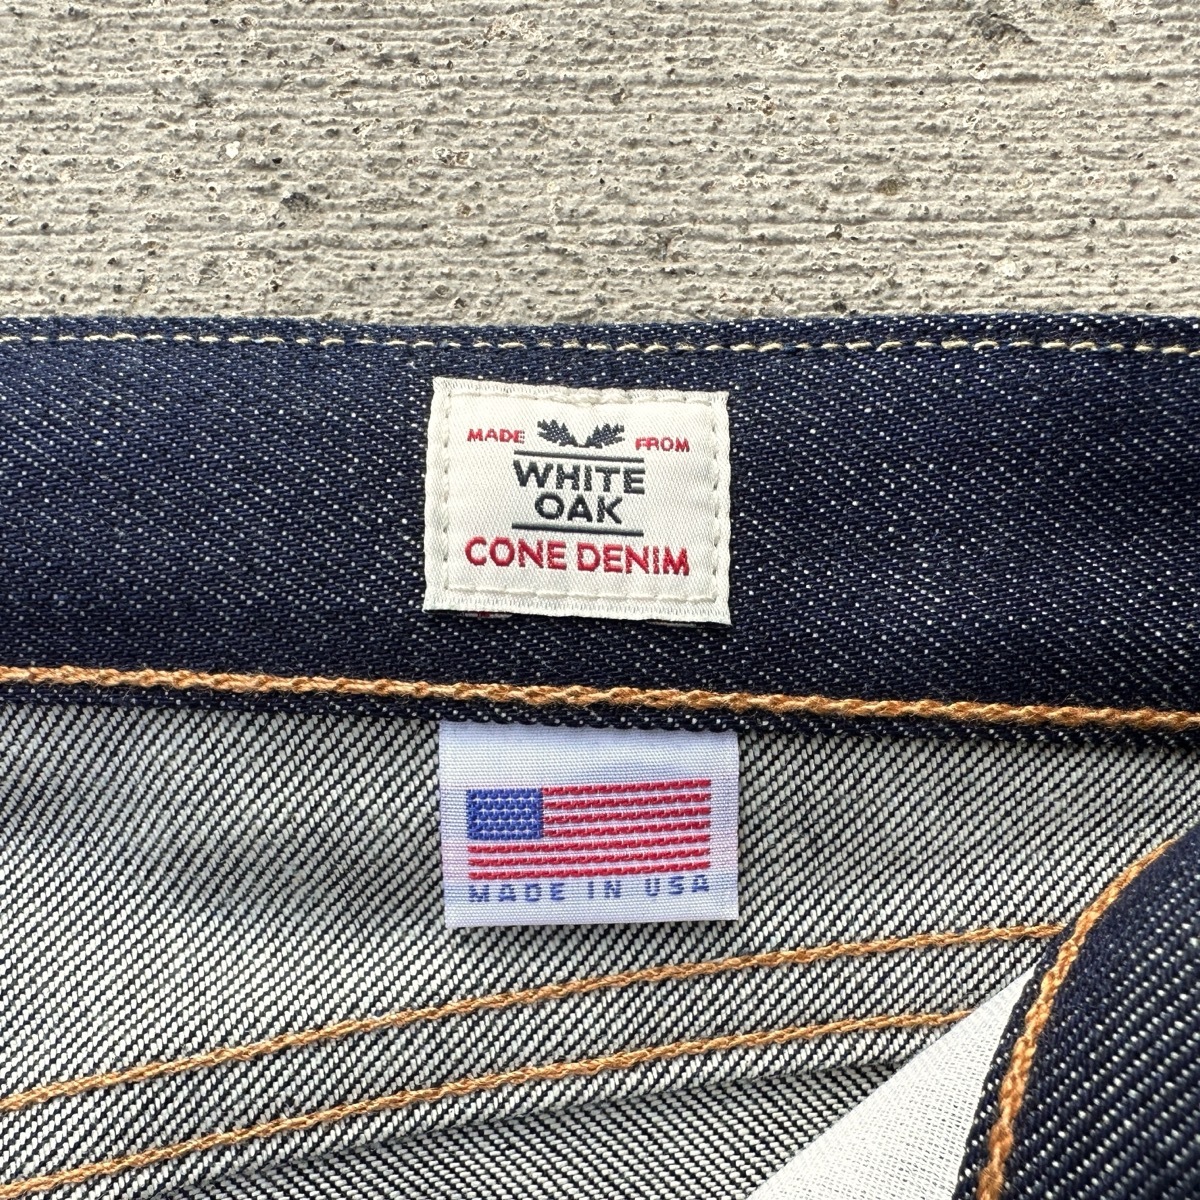 MADE FROM
WHITE
OAK
CONE DENIM
MADE IN USA